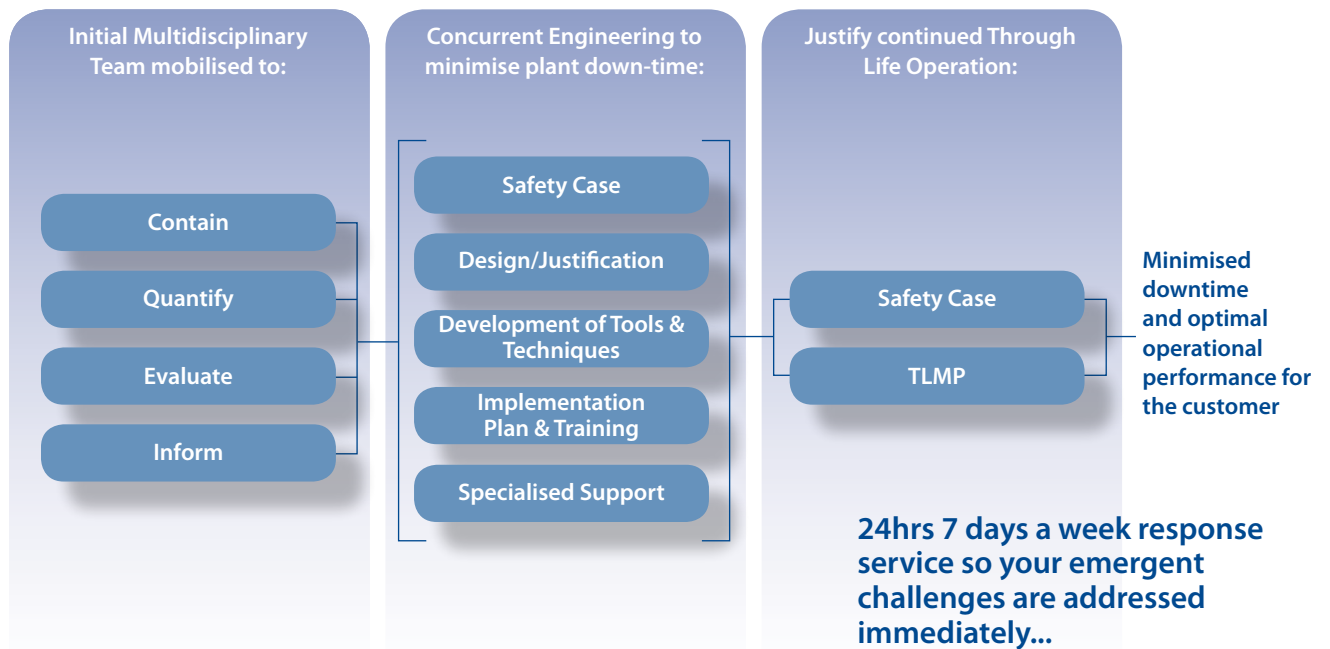 Initial Multidisciplinary
Team mobilised to:
Contain
Quantify
Evaluate
Inform
Concurrent Engineering to
minimise plant down-time:
Safety Case
Design/Justification
Development of Tools &
Techniques
Implementation
Plan & Training
Specialised Support
Justify continued Through
Life Operation:
Safety Case
TLMP
Minimised
downtime
and optimal
operational
performance for
the customer
24hrs 7 days a week response
service so your emergent
challenges are addressed
immediately...